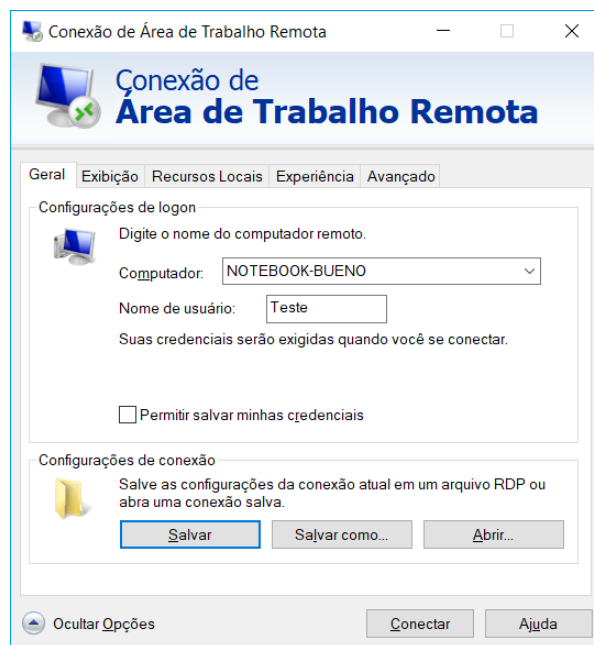 Conexão de Área de Trabalho Remota
Conexão de
Área de Trabalho Remota
Geral Exibição Recursos Locais Experiência Avançado
Configurações de logon
Digite o nome do computador remoto.
Computador: NOTEBOOK-BUENO
Nome de usuário: Teste
Suas credenciais serão exigidas quando você se conectar.
Permitir salvar minhas credenciais
Configurações de conexão
Salve as configurações da conexão atual em um arquivo RDP ou
abra uma conexão salva.
Salvar Salvar como... Abrir...
Ocultar Opções Conectar Ajuda